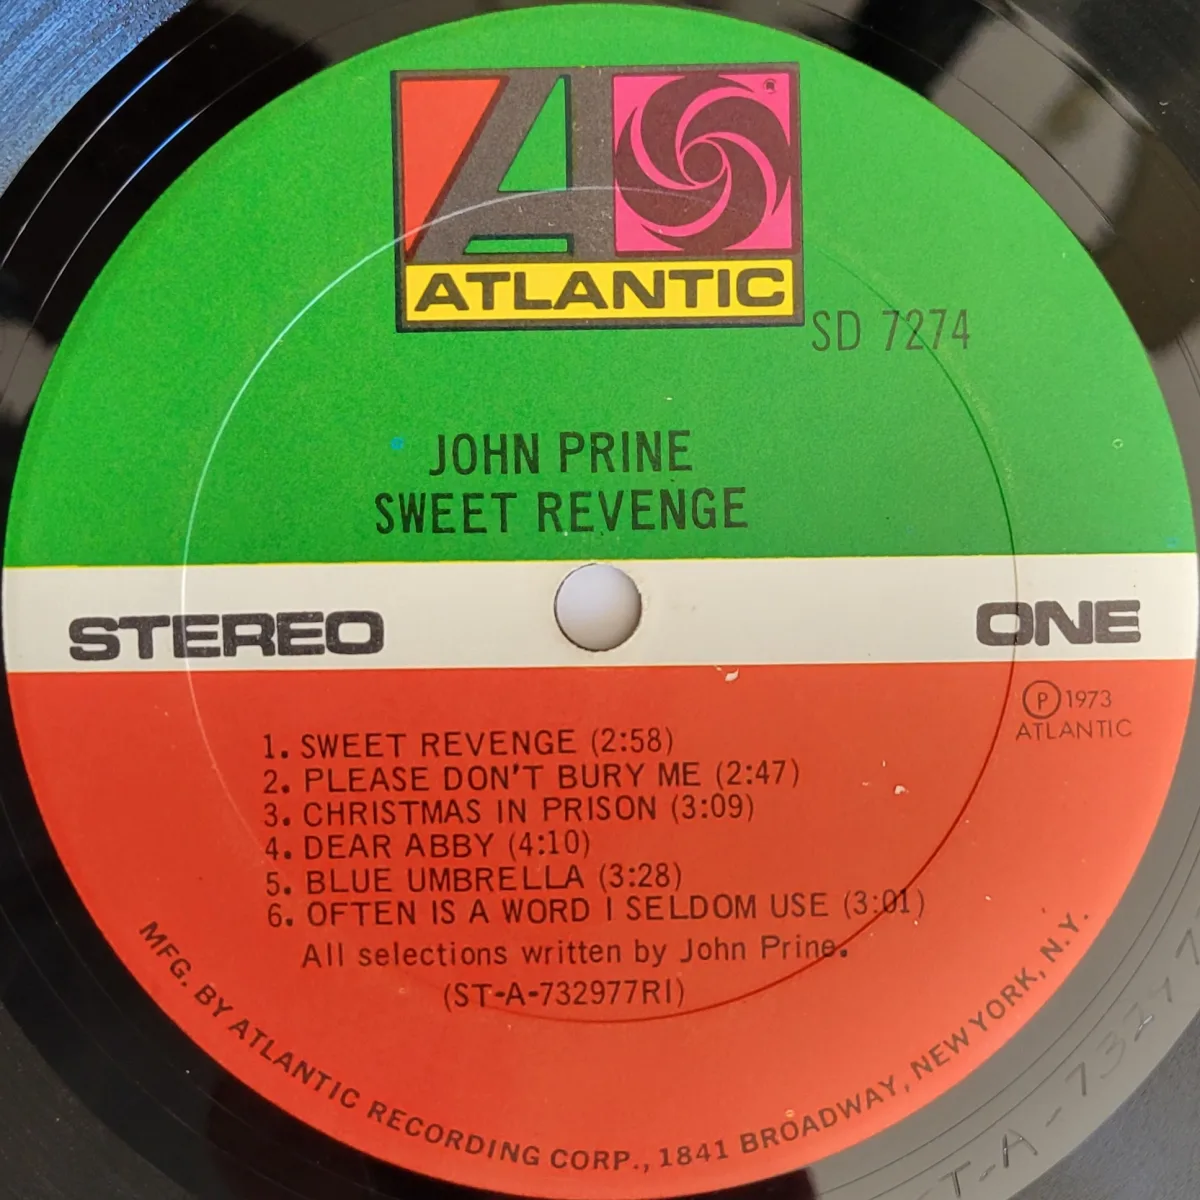 ATLANTIC
SD 7274
JOHN PRINE
SWEET REVENGE
STEREO
ONE
Ⓟ 1973
ATLANTIC
1. SWEET REVENGE (2:58)
2. PLEASE DON'T BURY ME (2:47)
3. CHRISTMAS IN PRISON (3:09)
4. DEAR ABBY (4:10)
5. BLUE UMBRELLA (3:28)
6. OFTEN IS A WORD I SELDOM USE (3:01)
All selections written by John Prine.
(ST-A-732977RI)
MFG. BY ATLANTIC RECORDING CORP., 1841 BROADWAY, NEW YORK, N.Y.